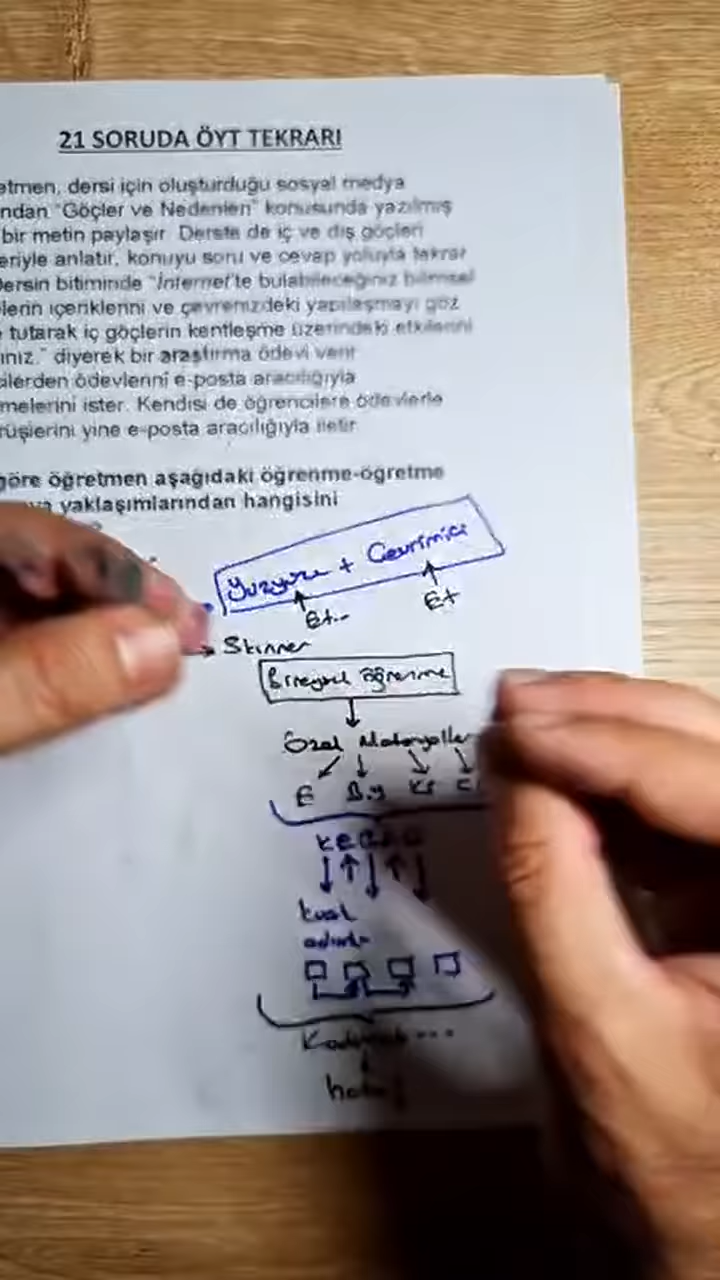 21 SORUDA ÖYT TEKRARI
etmen, dersi için oluşturduğu sosyal medya
ndan "Göçler ve Nedenleri" konusunda yazılmış
bir metin paylaşır. Derste de iç ve dış göçleri
eriyle anlatır, konuyu soru ve cevap yoluyla tekrar
Dersin bitiminde "İnternet'te bulabileceğiniz bilimsel
lerin içeriklerini ve çevrenizdeki yapılaşmayı göz
tutarak iç göçlerin kentleşme üzerindeki etkilerini
ınız." diyerek bir araştırma ödevi verir
cilerden ödevlerini e-posta aracılığıyla
melerini ister. Kendisi de öğrencilere ödevlerle
rüşlerini yine e-posta aracılığıyla iletir.
göre öğretmen aşağıdaki öğrenme-öğretme
yaklaşımlarından hangisini
Yüzyüze + Çevrimiçi
Et..
Et
Skinner
Bireysel öğrenme
Özel Materyaller
E B.y